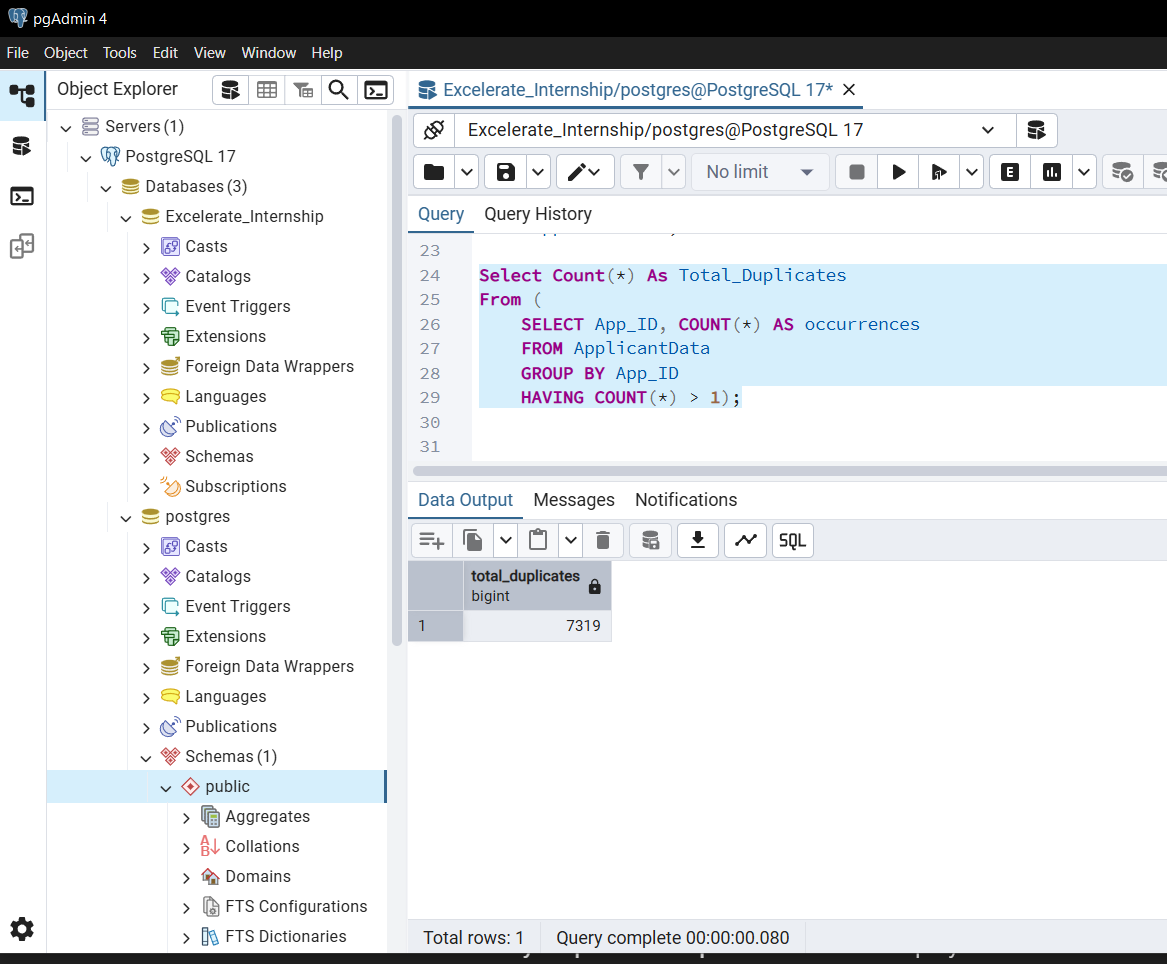 pgAdmin 4
File Object Tools Edit View Window Help
Object Explorer
Servers (1)
PostgreSQL 17
Databases (3)
Excelerate_Internship
Casts
Catalogs
Event Triggers
Extensions
Foreign Data Wrappers
Languages
Publications
Schemas
Subscriptions
postgres
Casts
Catalogs
Event Triggers
Extensions
Foreign Data Wrappers
Languages
Publications
Schemas (1)
public
Aggregates
Collations
Domains
FTS Configurations
FTS Dictionaries
Excelerate_Internship/postgres@PostgreSQL 17*
Excelerate_Internship/postgres@PostgreSQL 17
No limit
E
Query Query History
23
24 Select Count(*) As Total_Duplicates
25 From (
26 SELECT App_ID, COUNT(*) AS occurrences
27 FROM ApplicantData
28 GROUP BY App_ID
29 HAVING COUNT(*) > 1);
30
31
Data Output Messages Notifications
SQL
total_duplicates
bigint
1 7319
Total rows: 1 Query complete 00:00:00.080